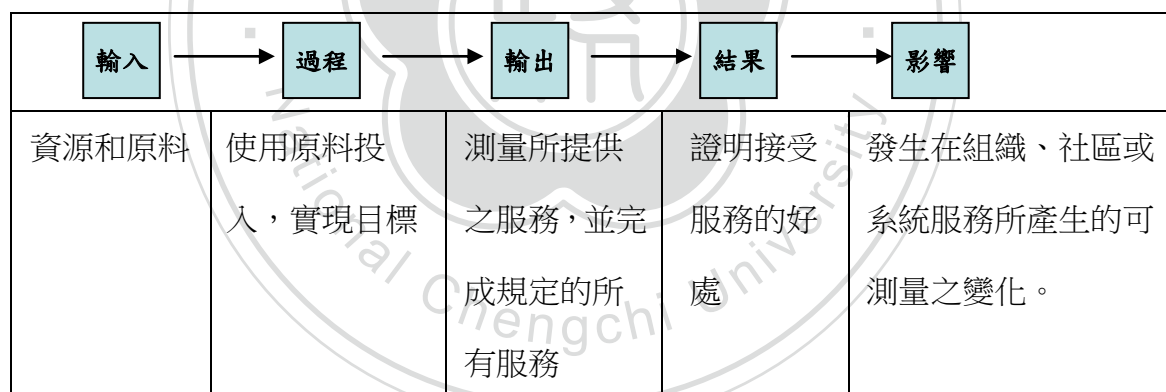 輸入 過程 輸出 結果 影響
資源和原料
使用原料投
入，實現目標
測量所提供
之服務，並完
成規定的所
有服務
證明接受
服務的好
處
發生在組織、社區或
系統服務所產生的可
測量之變化。
National Chengchi University